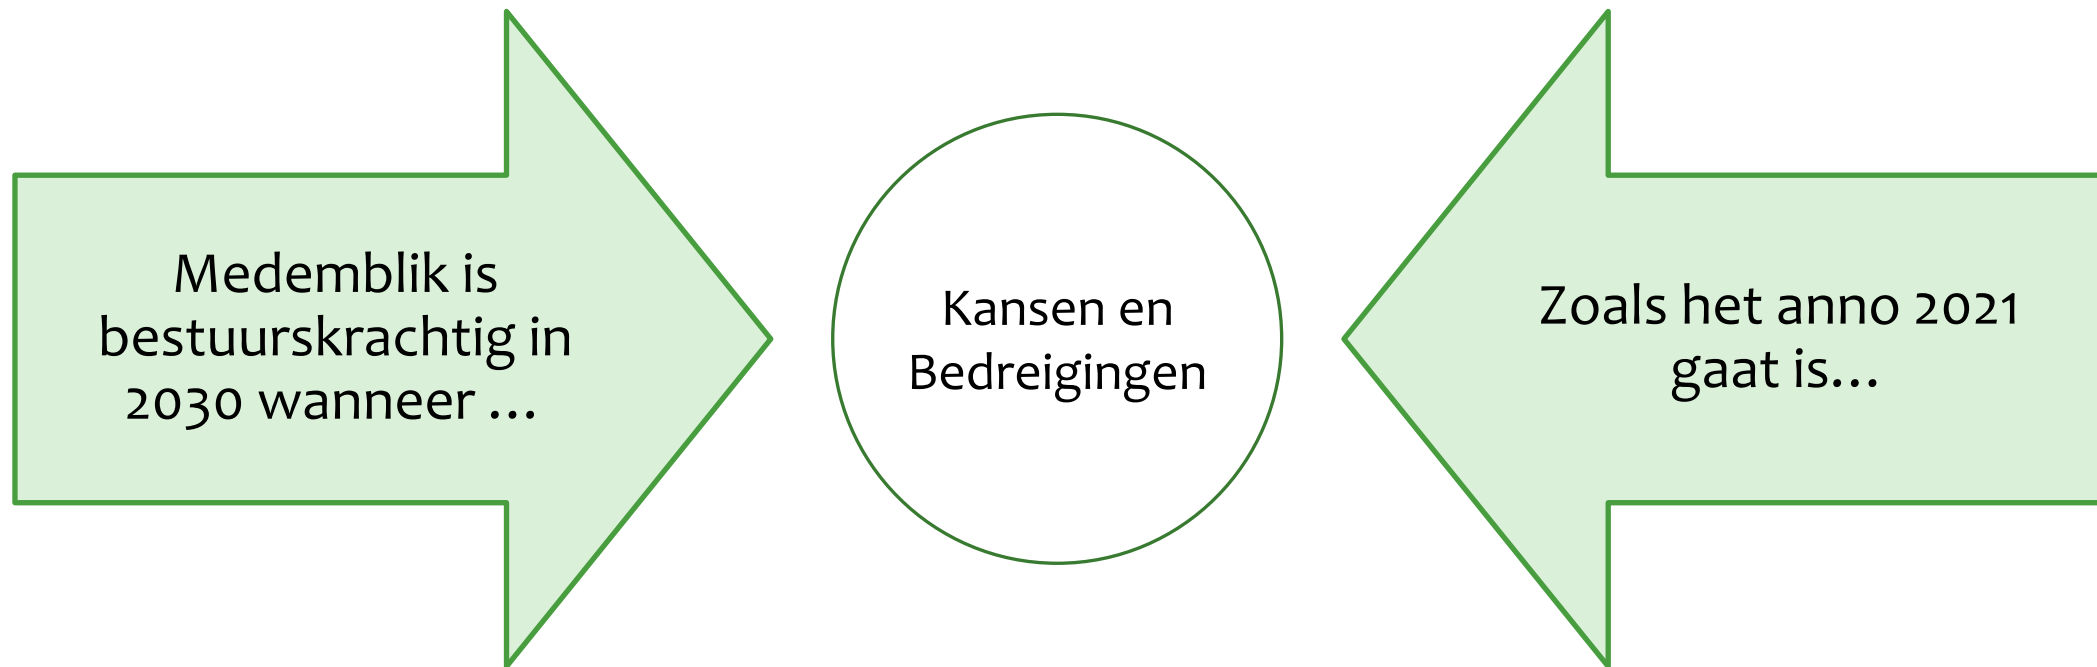 Medemblik is
bestuurskrachtig in
2030 wanneer …
Kansen en
Bedreigingen
Zoals het anno 2021
gaat is…